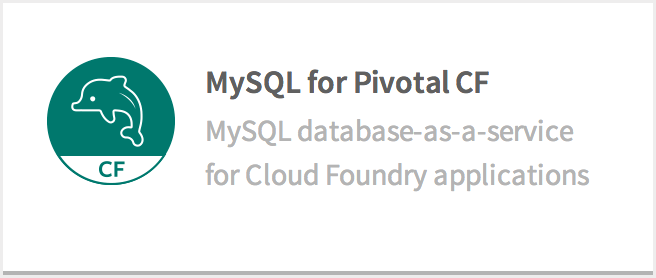 MySQL for Pivotal CF
MySQL database-as-a-service
for Cloud Foundry applications
CF